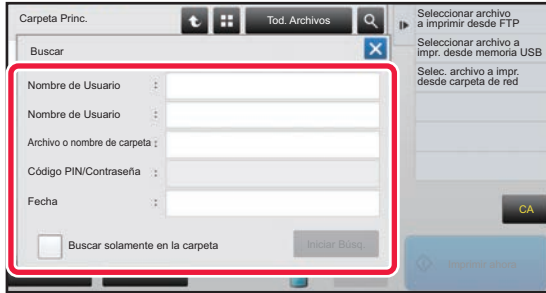 Carpeta Princ.
Tod. Archivos
Buscar
Nombre de Usuario :
Nombre de Usuario :
Archivo o nombre de carpeta :
Código PIN/Contraseña :
Fecha :
Buscar solamente en la carpeta
Iniciar Búsq.
Seleccionar archivo
a imprimir desde FTP
Seleccionar archivo a
impr. desde memoria USB
Selec. archivo a impr.
desde carpeta de red
CA